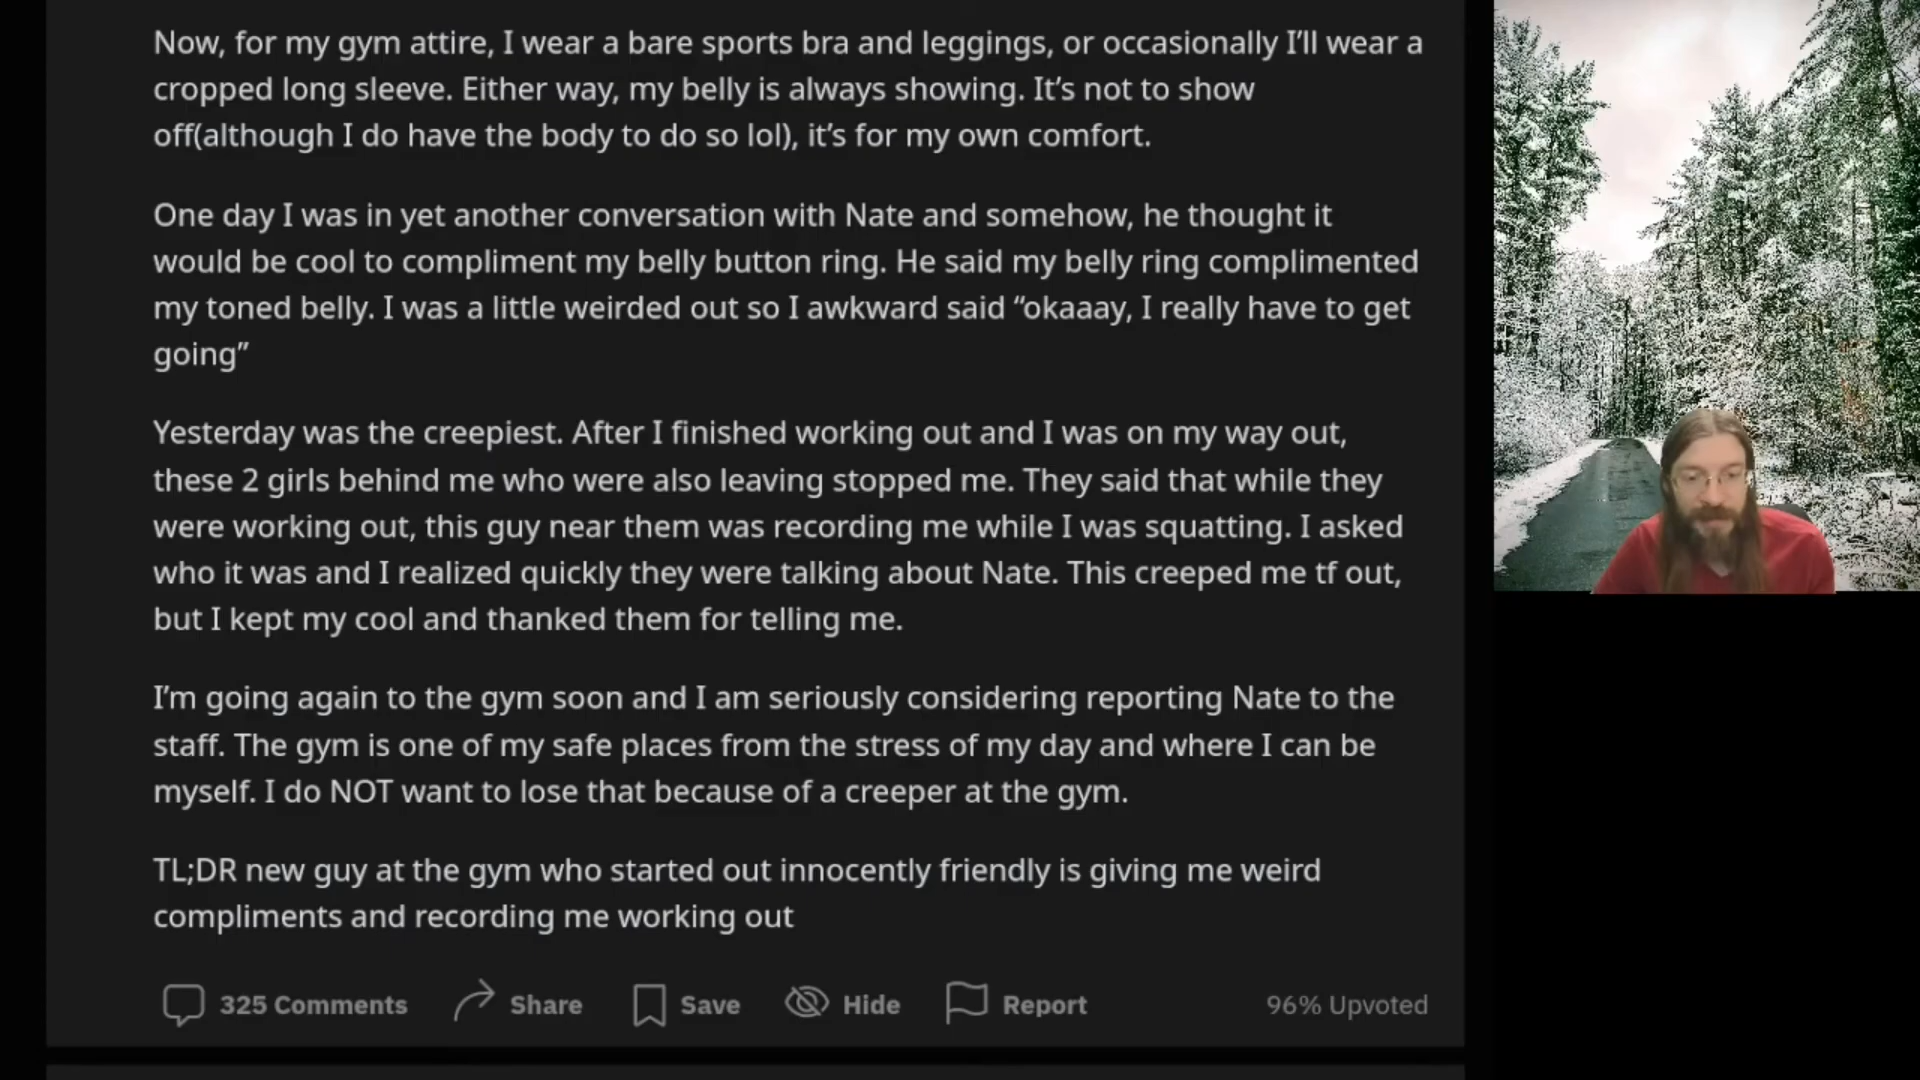 Now, for my gym attire, I wear a bare sports bra and leggings, or occasionally I’ll wear a
cropped long sleeve. Either way, my belly is always showing. It’s not to show
off(although I do have the body to do so lol), it’s for my own comfort.
One day I was in yet another conversation with Nate and somehow, he thought it
would be cool to compliment my belly button ring. He said my belly ring complimented
my toned belly. I was a little weirded out so I awkward said “okaaay, I really have to get
going”
Yesterday was the creepiest. After I finished working out and I was on my way out,
these 2 girls behind me who were also leaving stopped me. They said that while they
were working out, this guy near them was recording me while I was squatting. I asked
who it was and I realized quickly they were talking about Nate. This creeped me tf out,
but I kept my cool and thanked them for telling me.
I’m going again to the gym soon and I am seriously considering reporting Nate to the
staff. The gym is one of my safe places from the stress of my day and where I can be
myself. I do NOT want to lose that because of a creeper at the gym.
TL;DR new guy at the gym who started out innocently friendly is giving me weird
compliments and recording me working out
325 Comments Share Save Hide Report 96% Upvoted